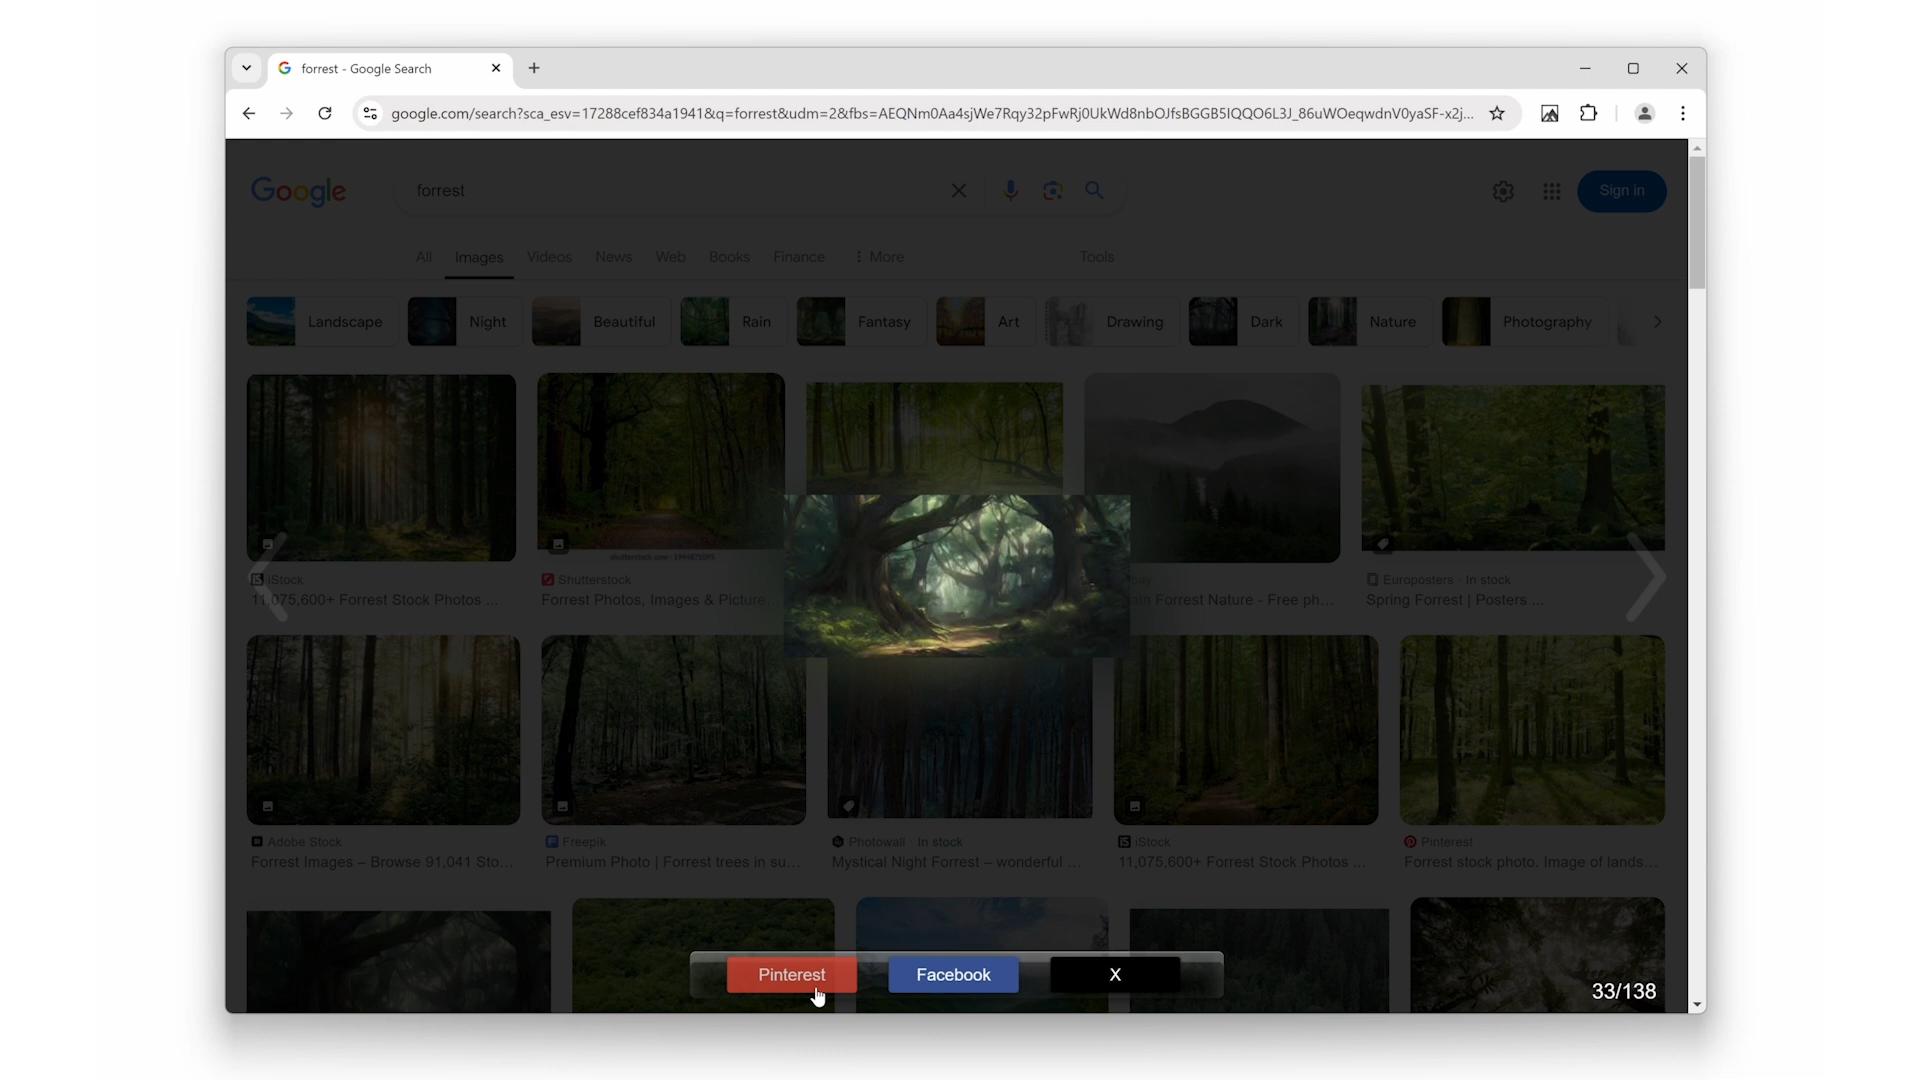 forrest - Google Search
google.com/search?sca_esv=17288cef834a1941&q=forrest&udm=2&fbs=AEQNm0Aa4sjWe7Rqy32pFwRj0UkWd8nbOJfsBGGB5IQQO6L3J_86uWOeqwdnV0yaSF-x2j...
Google
forrest
Sign in
All Images Videos News Web Books Finance More Tools
Landscape Night Beautiful Rain Fantasy Art Drawing Dark Nature Photography
shutterstock.com · 1944871095
iStock
11,075,600+ Forrest Stock Photos ...
Shutterstock
Forrest Photos, Images & Picture...
Forrest Nature - Free ph...
Europosters · In stock
Spring Forrest | Posters ...
Adobe Stock
Forrest Images – Browse 91,041 Sto...
Freepik
Premium Photo | Forrest trees in su...
Photowall · In stock
Mystical Night Forrest – wonderful ...
iStock
11,075,600+ Forrest Stock Photos ...
Pinterest
Forrest stock photo. Image of lands...
Pinterest Facebook X
33/138